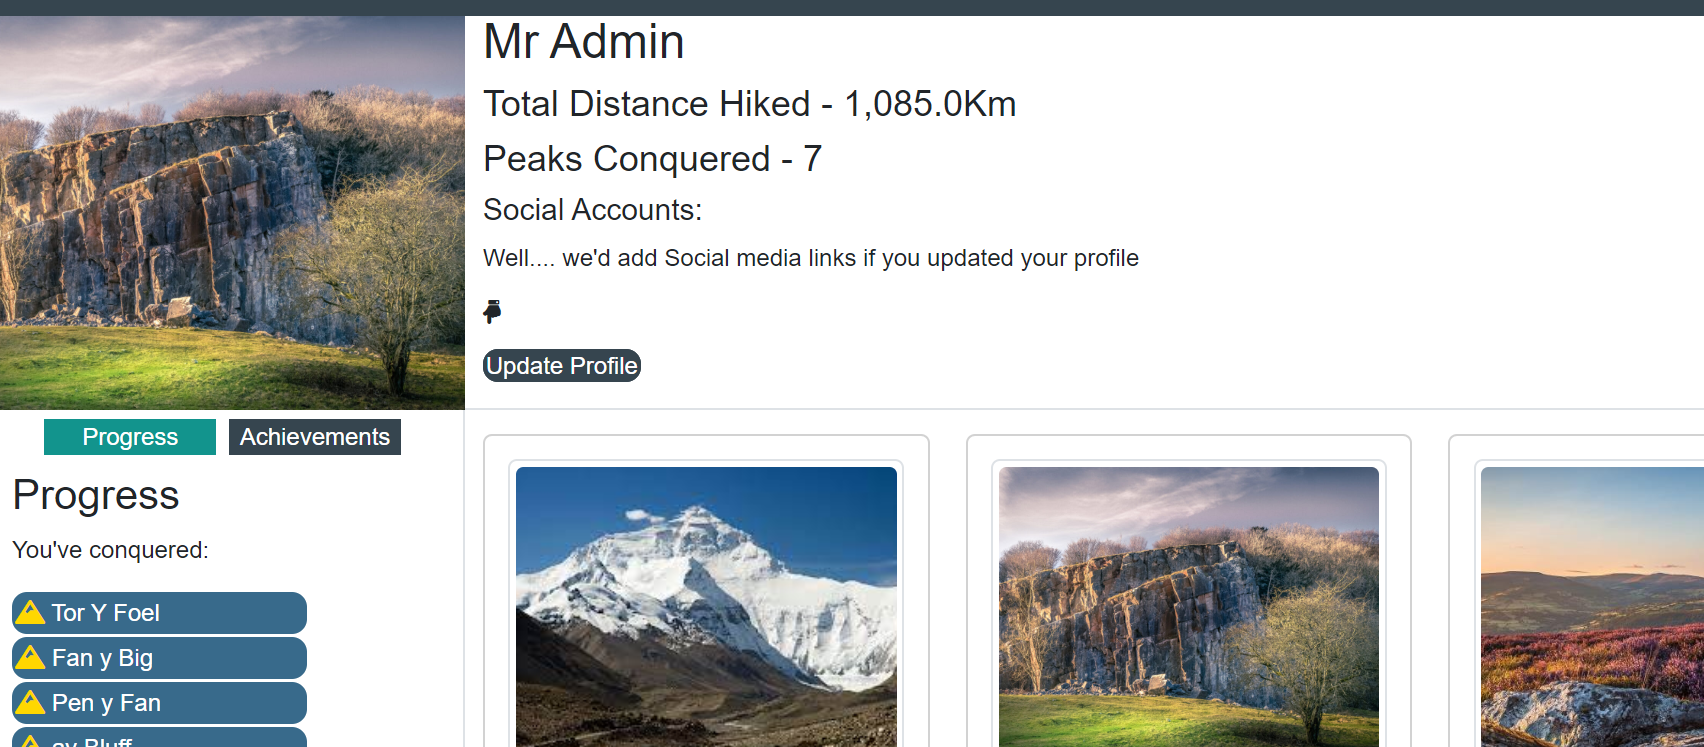 Mr Admin
Total Distance Hiked - 1,085.0Km
Peaks Conquered - 7
Social Accounts:
Well.... we'd add Social media links if you updated your profile
Update Profile
Progress
Achievements
Progress
You've conquered:
Tor Y Foel
Fan y Big
Pen y Fan
ay Bluff